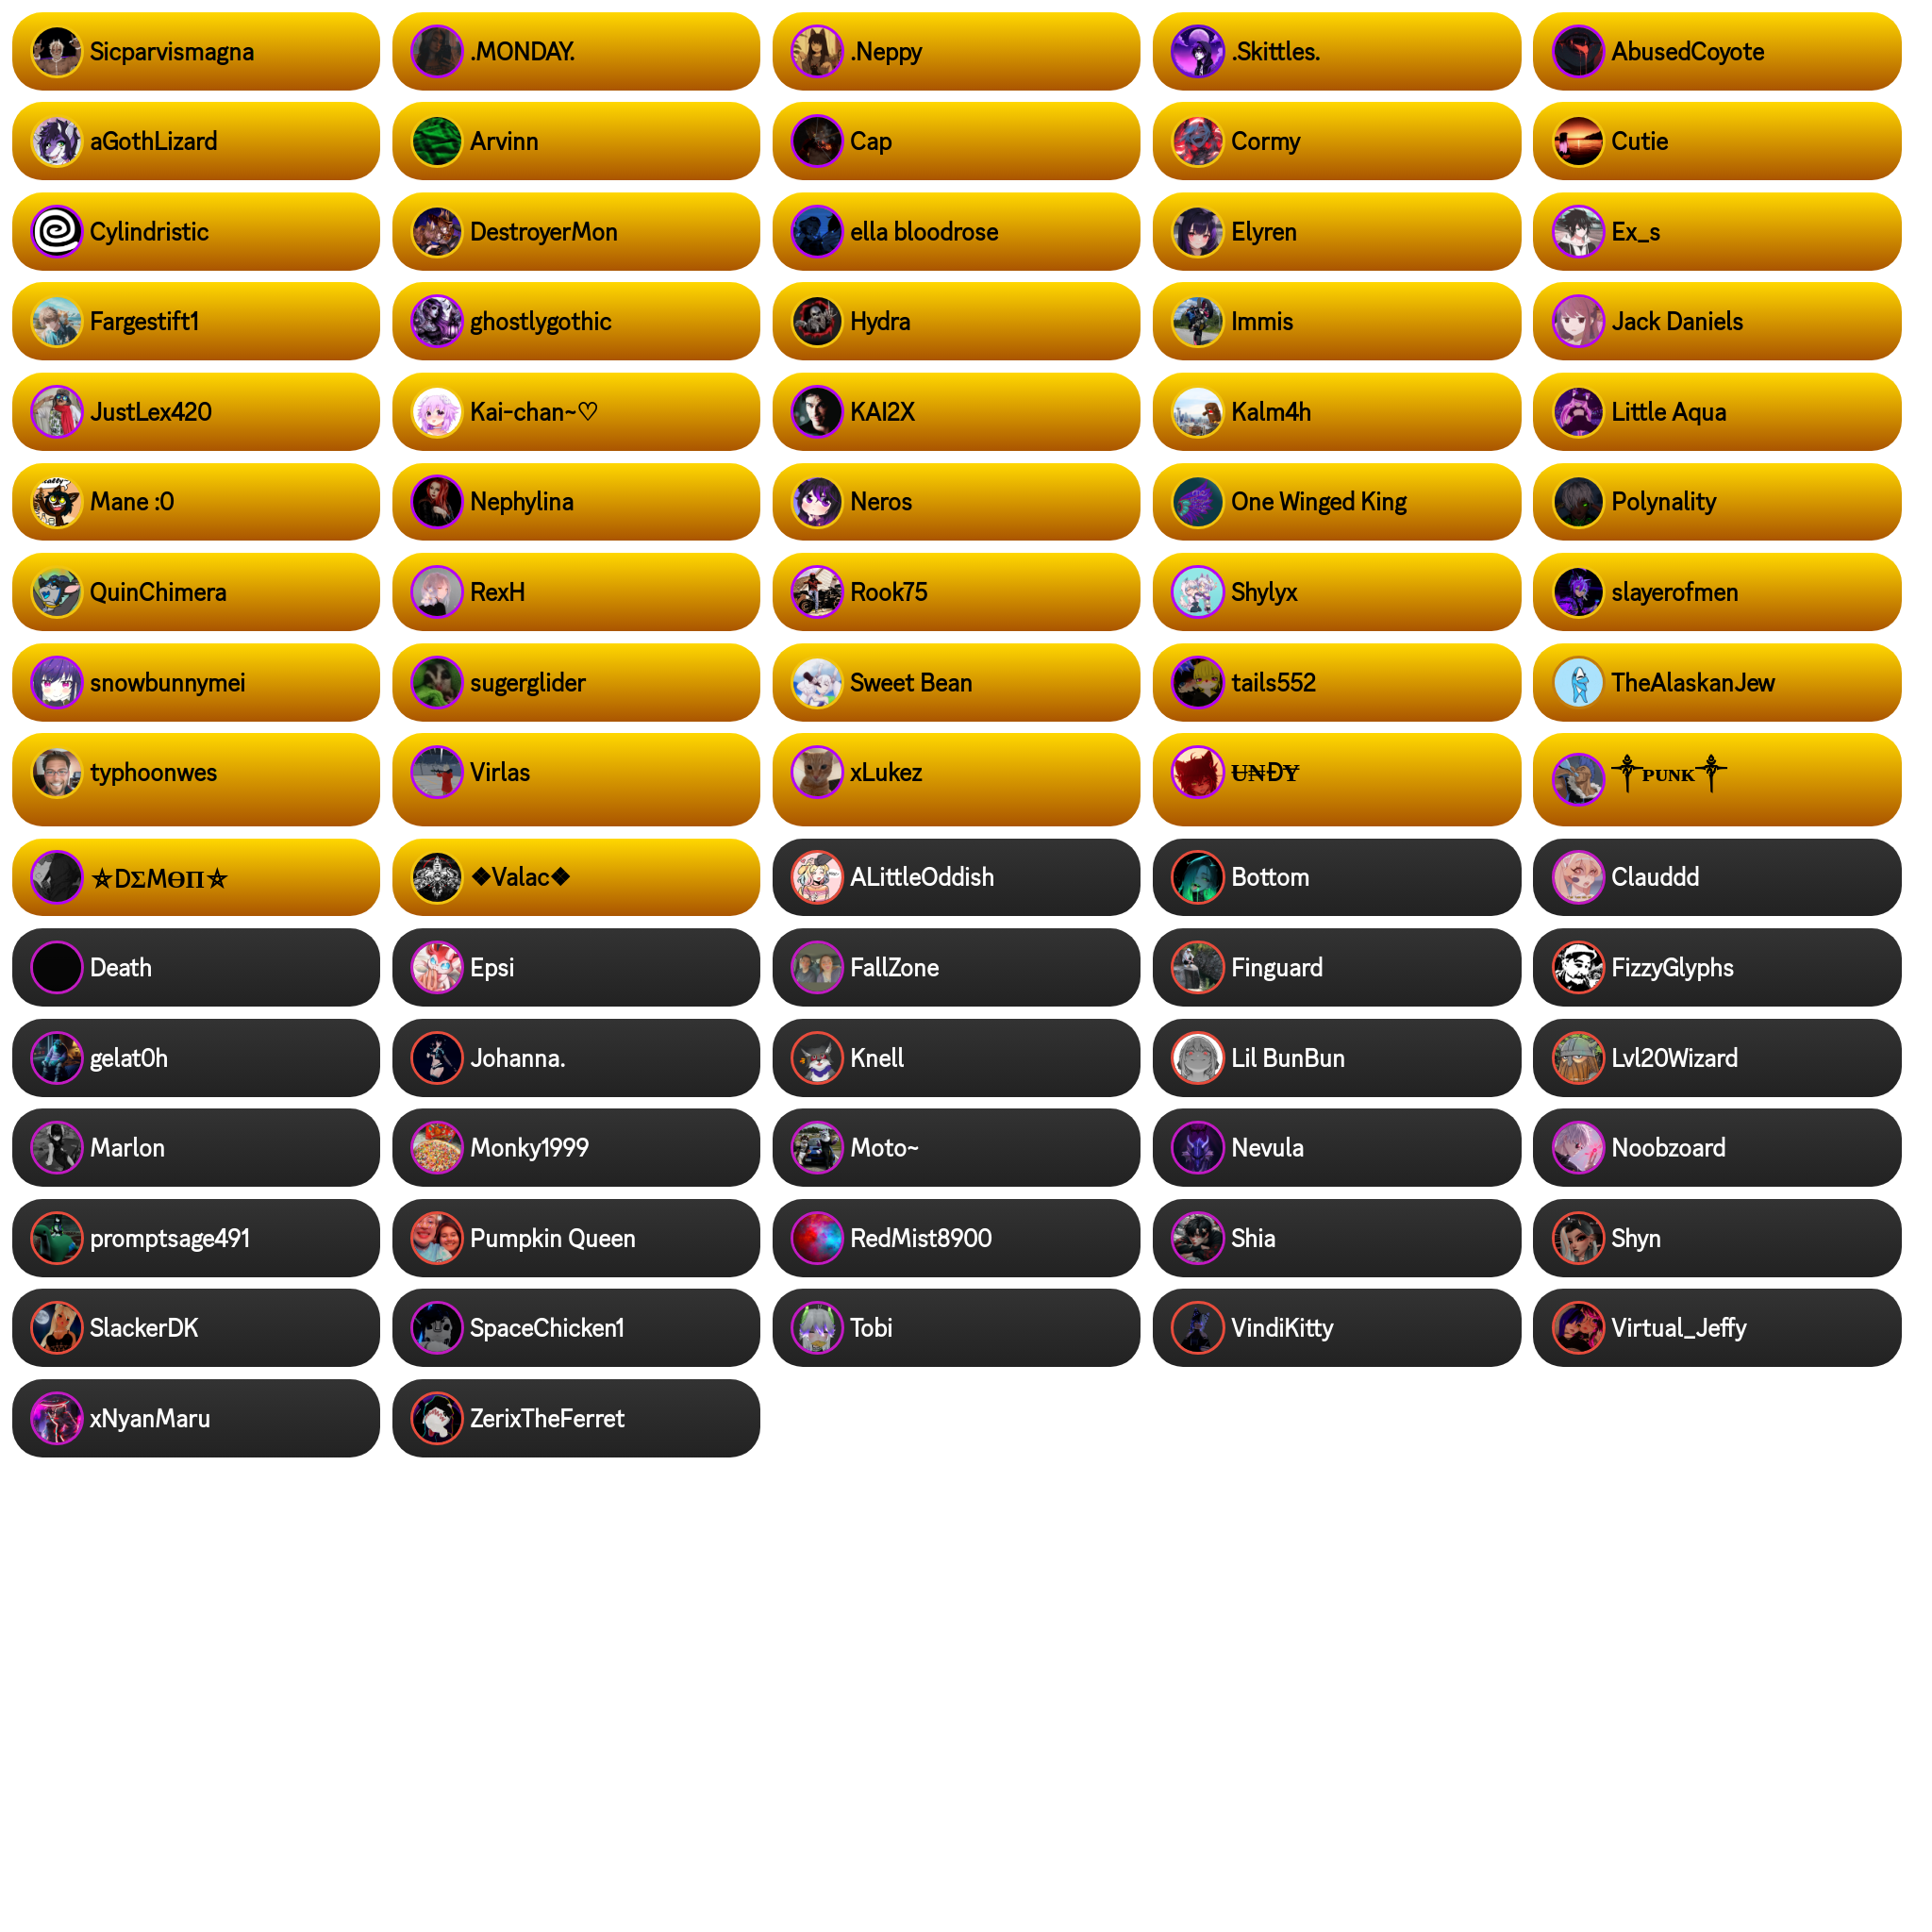 Sicparvismagna
.MONDAY.
.Neppy
.Skittles.
AbusedCoyote
aGothLizard
Arvinn
Cap
Cormy
Cutie
Cylindristic
DestroyerMon
ella bloodrose
Elyren
Ex_s
Fargestift1
ghostlygothic
Hydra
Immis
Jack Daniels
JustLex420
Kai-chan~♡
KAI2X
Kalm4h
Little Aqua
Mane :0
Nephylina
Neros
One Winged King
Polynality
QuinChimera
RexH
Rook75
Shylyx
slayerofmen
snowbunnymei
sugerglider
Sweet Bean
tails552
TheAlaskanJew
typhoonwes
Virlas
xLukez
ɄƝĐɎ
༒ᴘᴜɴᴋ༒
⛤DΣMӨП⛤
❖Valac❖
ALittleOddish
Bottom
Clauddd
Death
Epsi
FallZone
Finguard
FizzyGlyphs
gelat0h
Johanna.
Knell
Lil BunBun
Lvl20Wizard
Marlon
Monky1999
Moto~
Nevula
Noobzoard
promptsage491
Pumpkin Queen
RedMist8900
Shia
Shyn
SlackerDK
SpaceChicken1
Tobi
VindiKitty
Virtual_Jeffy
xNyanMaru
ZerixTheFerret